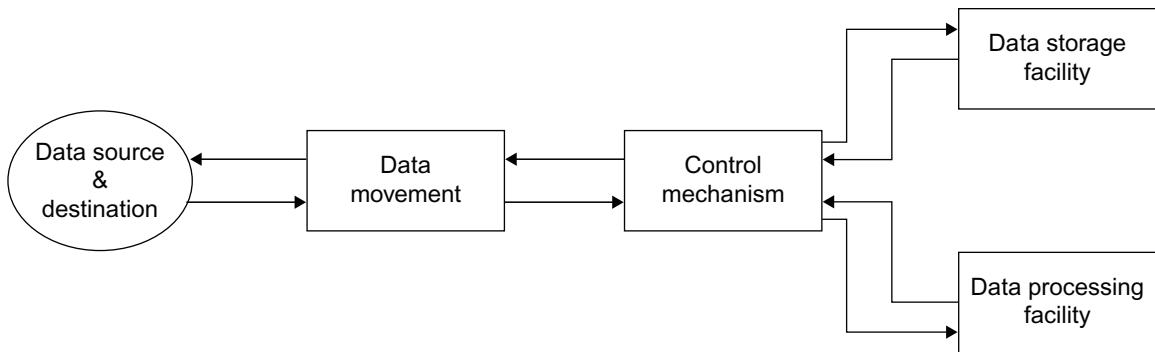 Data source
&
destination
Data
movement
Control
mechanism
Data storage
facility
Data processing
facility